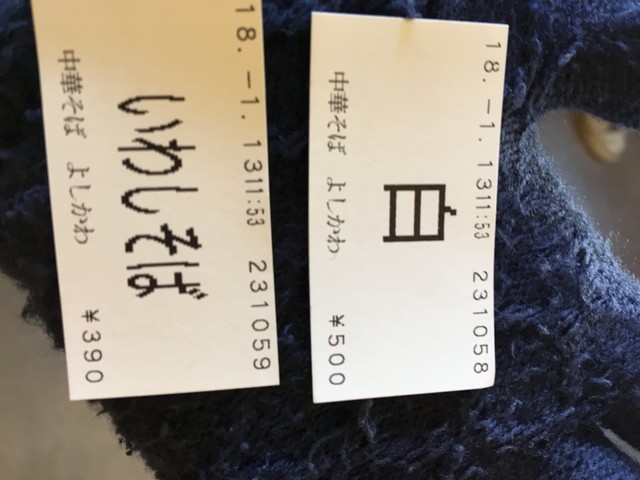 18.-1.13 11:53 231059
いわしそば
中華そば よしかわ ¥390
18.-1.13 11:53 231058
白
中華そば よしかわ ¥500